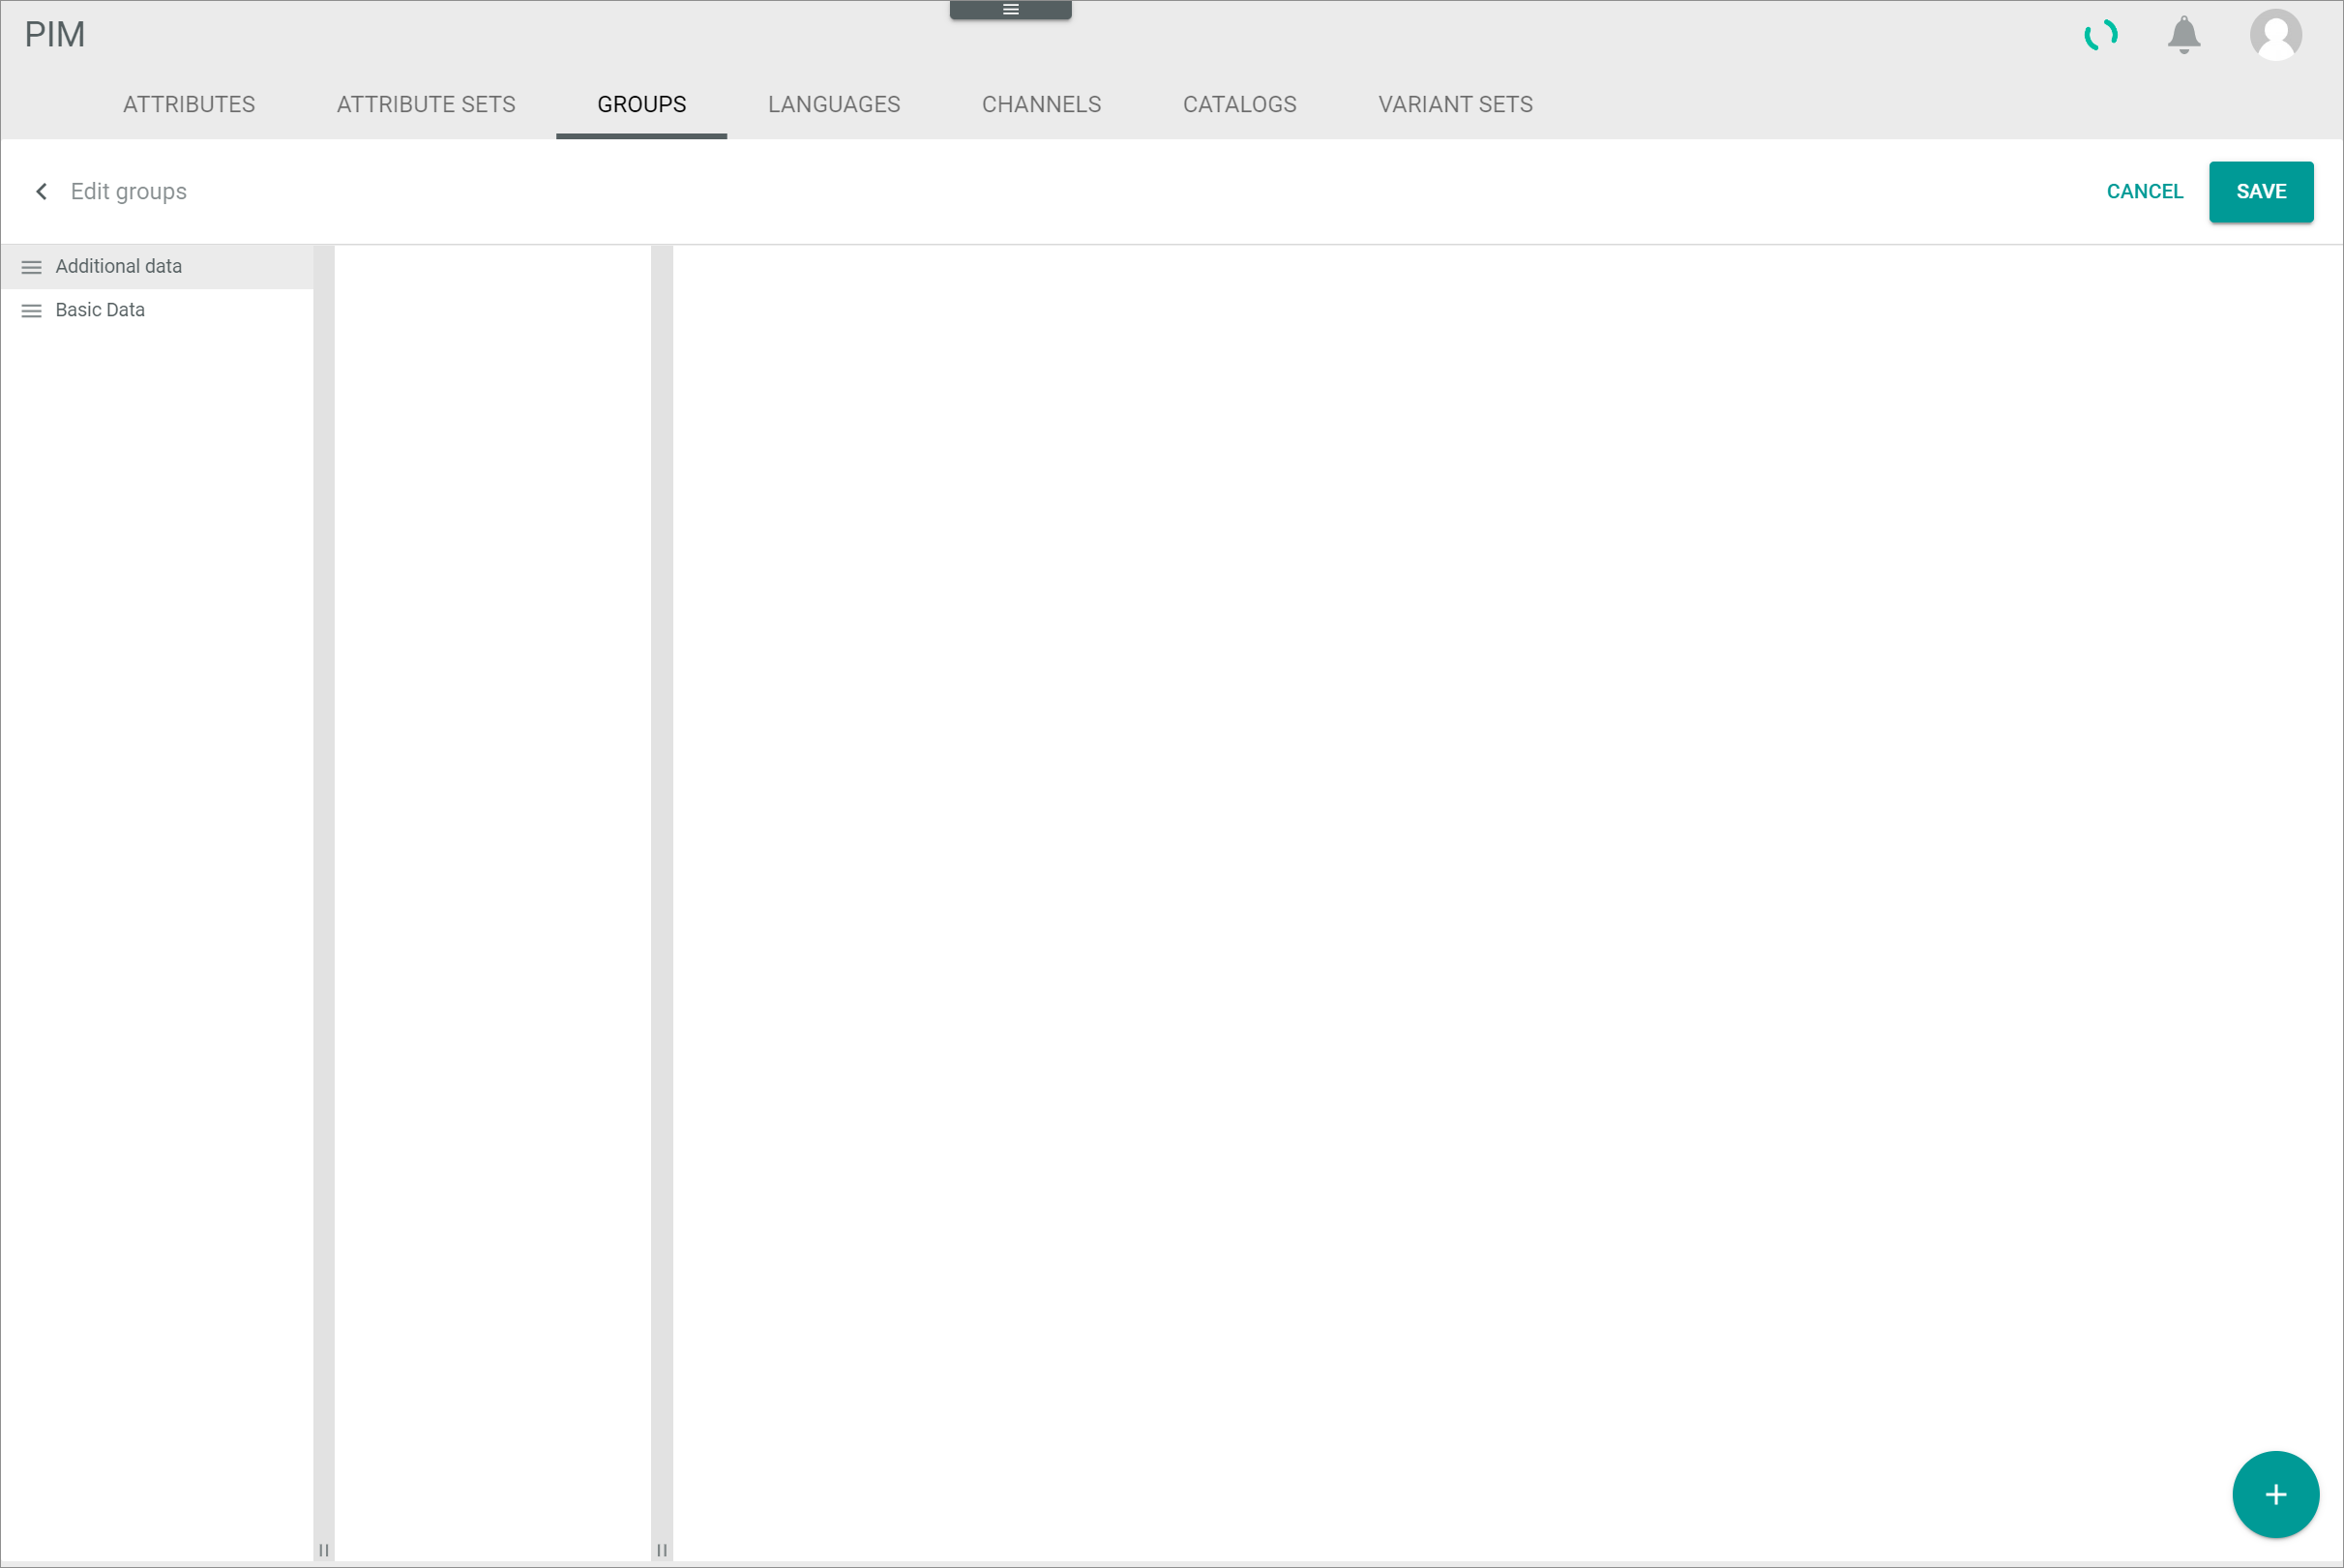 PIM
ATTRIBUTES ATTRIBUTE SETS GROUPS LANGUAGES CHANNELS CATALOGS VARIANT SETS
Edit groups CANCEL SAVE
Additional data
Basic Data